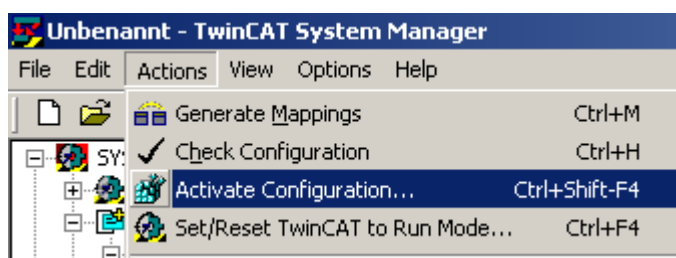 Unbenannt - TwinCAT System Manager
File Edit Actions View Options Help
Generate Mappings Ctrl+M
Check Configuration Ctrl+H
Activate Configuration... Ctrl+Shift-F4
Set/Reset TwinCAT to Run Mode... Ctrl+F4